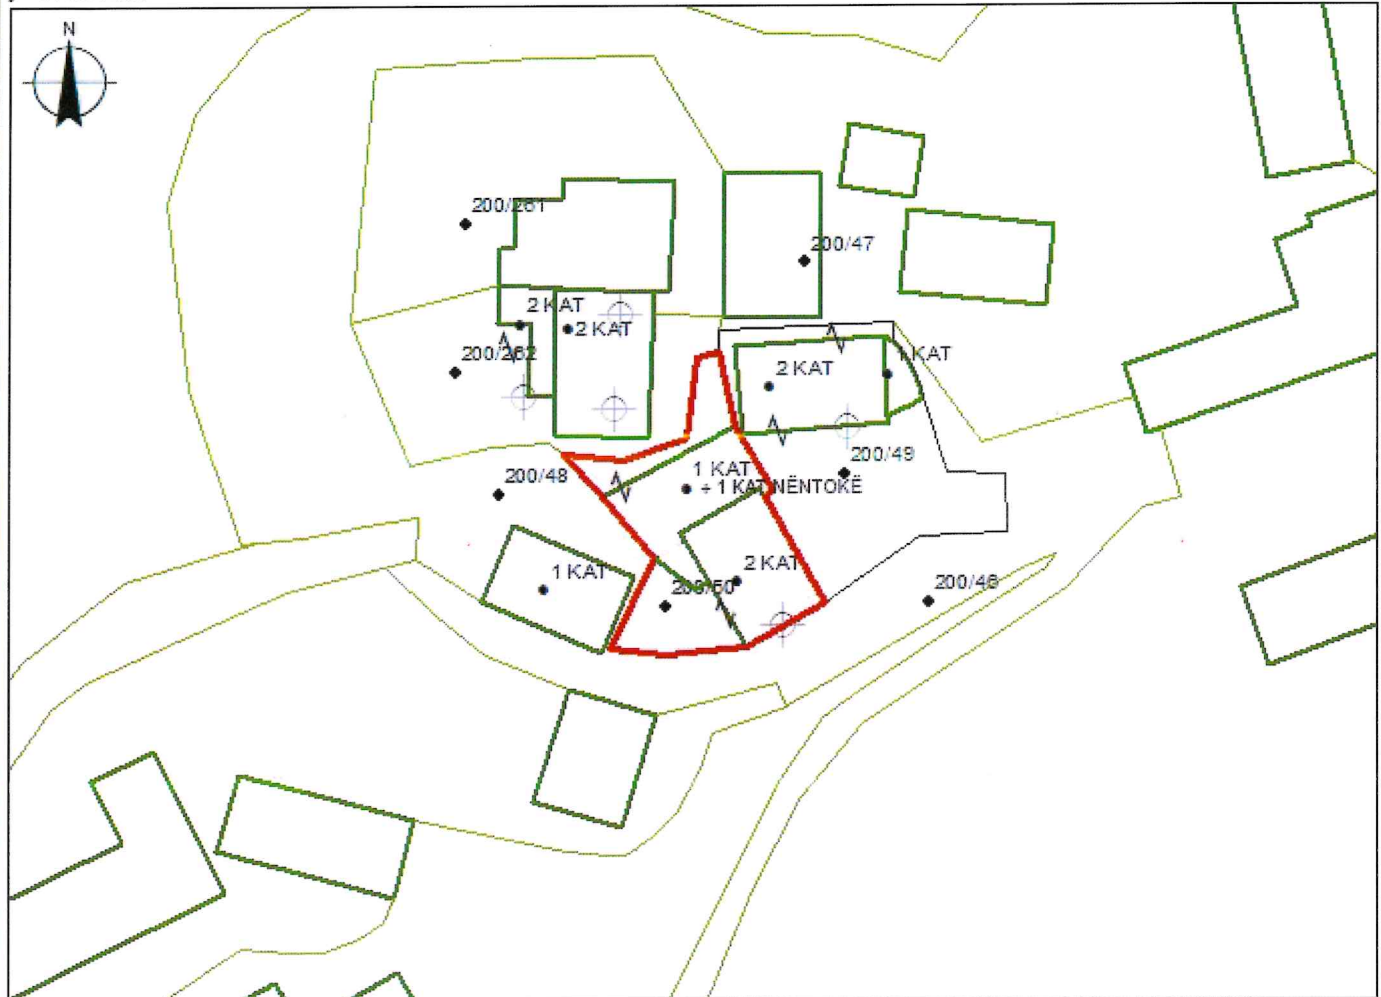 N
200/261
200/47
2 KAT
2 KAT
200/262
1 KAT
2 KAT
200/49
1 KAT
+ 1 KAT NËNTOKË
200/48
2 KAT
1 KAT
200/50
200/46